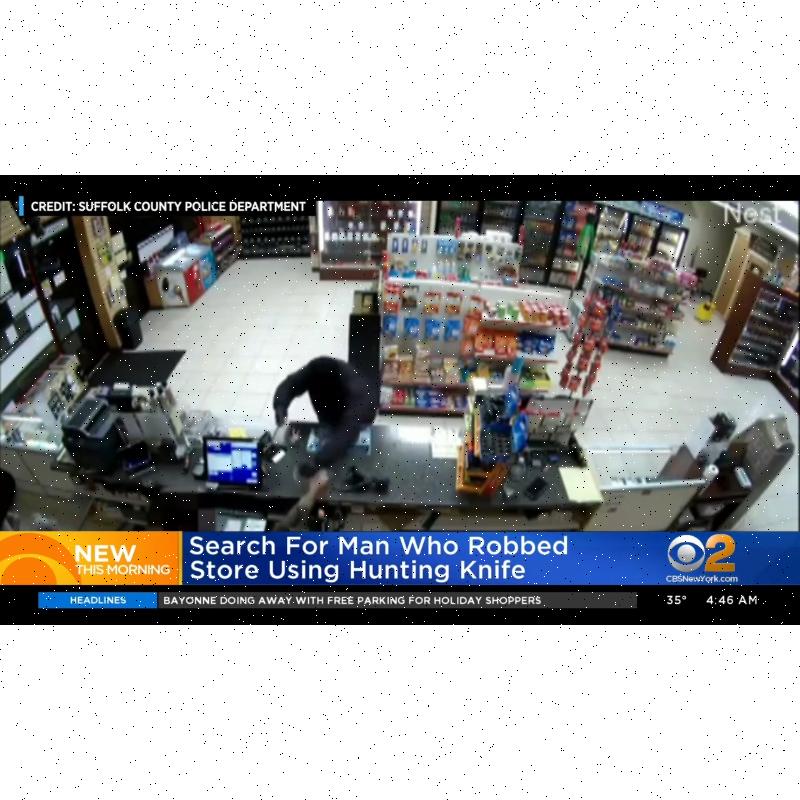 CREDIT: SUFFOLK COUNTY POLICE DEPARTMENT
Nest
NEW
THIS MORNING
Search For Man Who Robbed
Store Using Hunting Knife
2
CBSNewYork.com
HEADLINES
BAYONNE DOING AWAY WITH FREE PARKING FOR HOLIDAY SHOPPERS
35° 4:46 AM